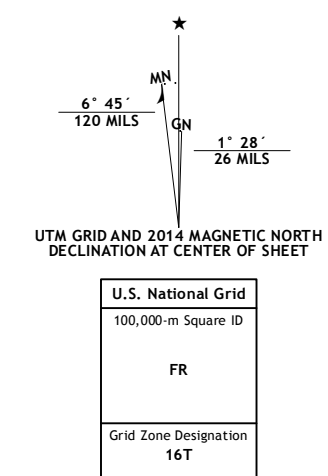 ★
MN
6° 45´
120 MILS
GN
1° 28´
26 MILS
UTM GRID AND 2014 MAGNETIC NORTH
DECLINATION AT CENTER OF SHEET
U.S. National Grid
100,000-m Square ID
FR
Grid Zone Designation
16T